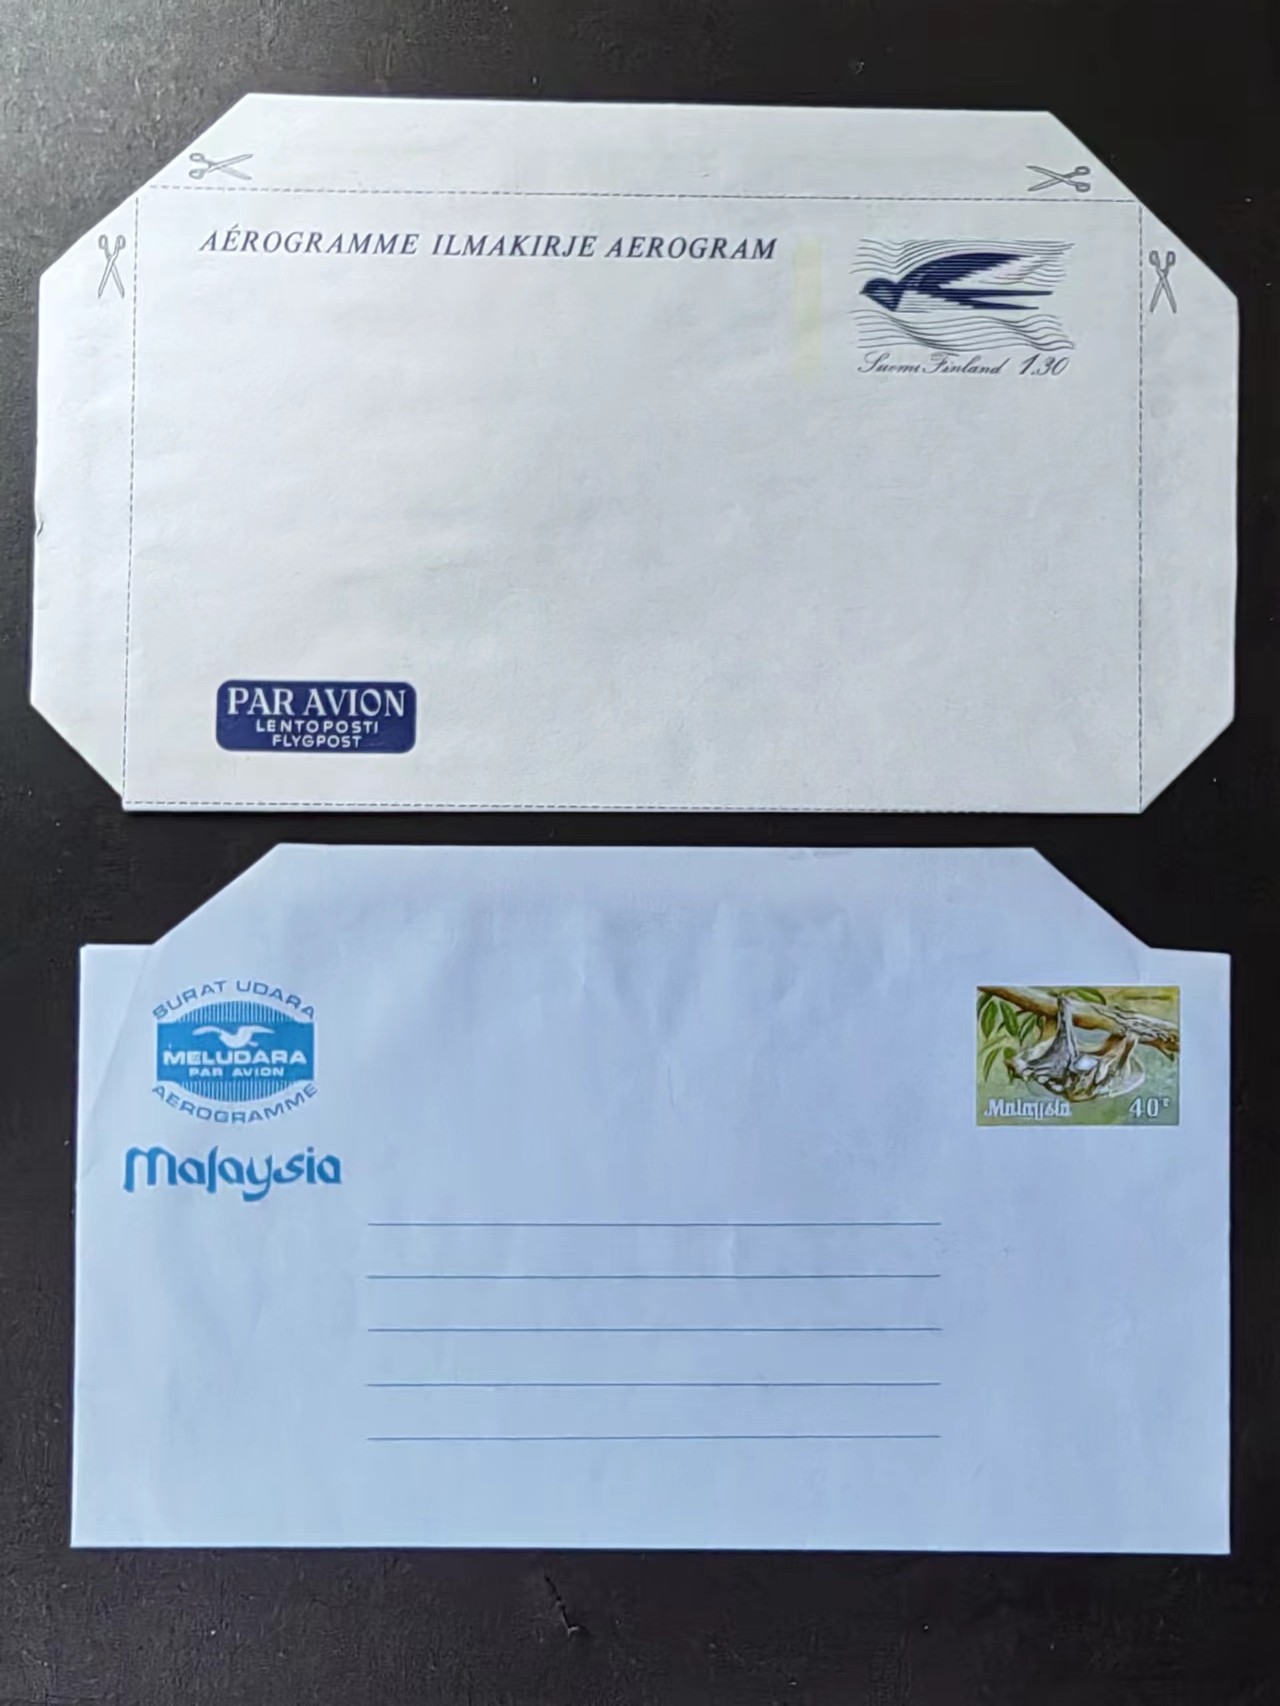 AÉROGRAMME ILMAKIRJE AEROGRAM
Suomi Finland 1.30
PAR AVION
LENTOPOSTI
FLYGPOST
SURAT UDARA
MELUDARA
PAR AVION
AEROGRAMME
Malaysia
Malaysia 40c